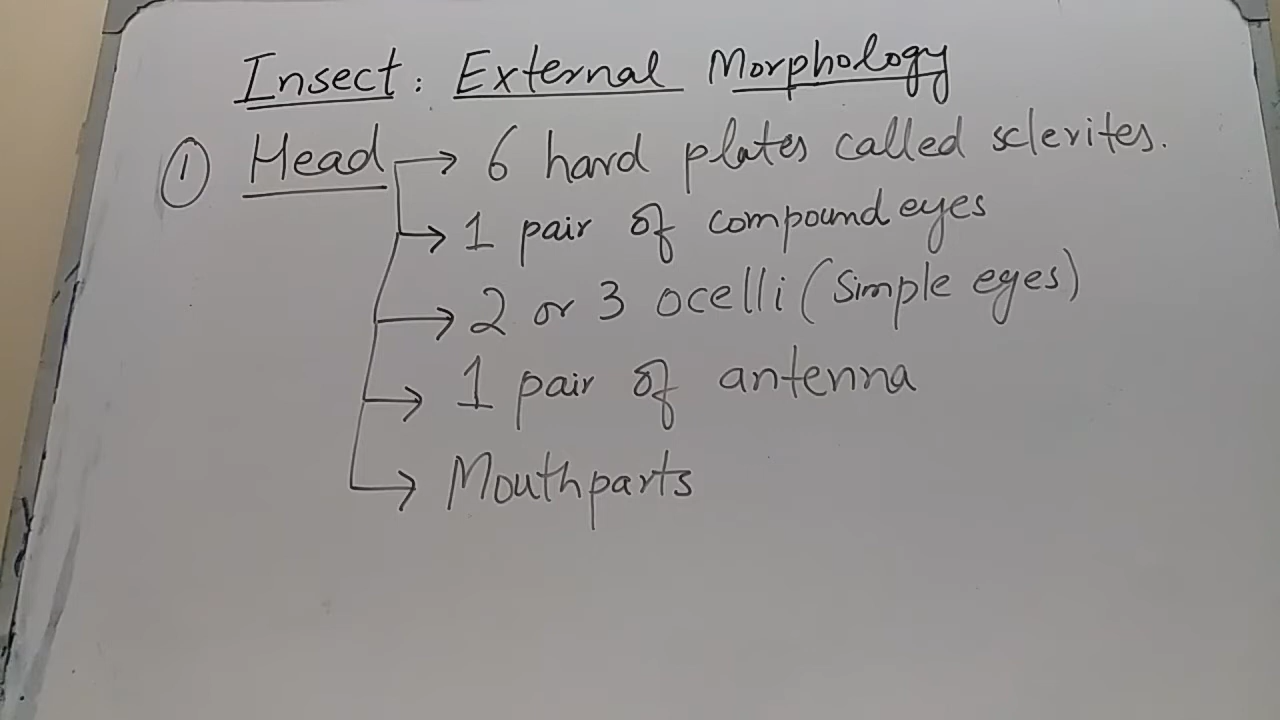 Insect : External Morphology
① Head → 6 hard plates called sclerites.
→ 1 pair of compound eyes
→ 2 or 3 ocelli (Simple eyes)
→ 1 pair of antenna
→ Mouthparts